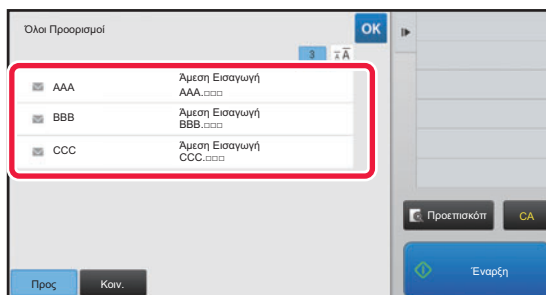 Όλοι Προορισμοί
OK
3
AAA
Άμεση Εισαγωγή
AAA.□□□
BBB
Άμεση Εισαγωγή
BBB.□□□
CCC
Άμεση Εισαγωγή
CCC.□□□
Προεπισκόπ
CA
Προς
Κοιν.
Έναρξη